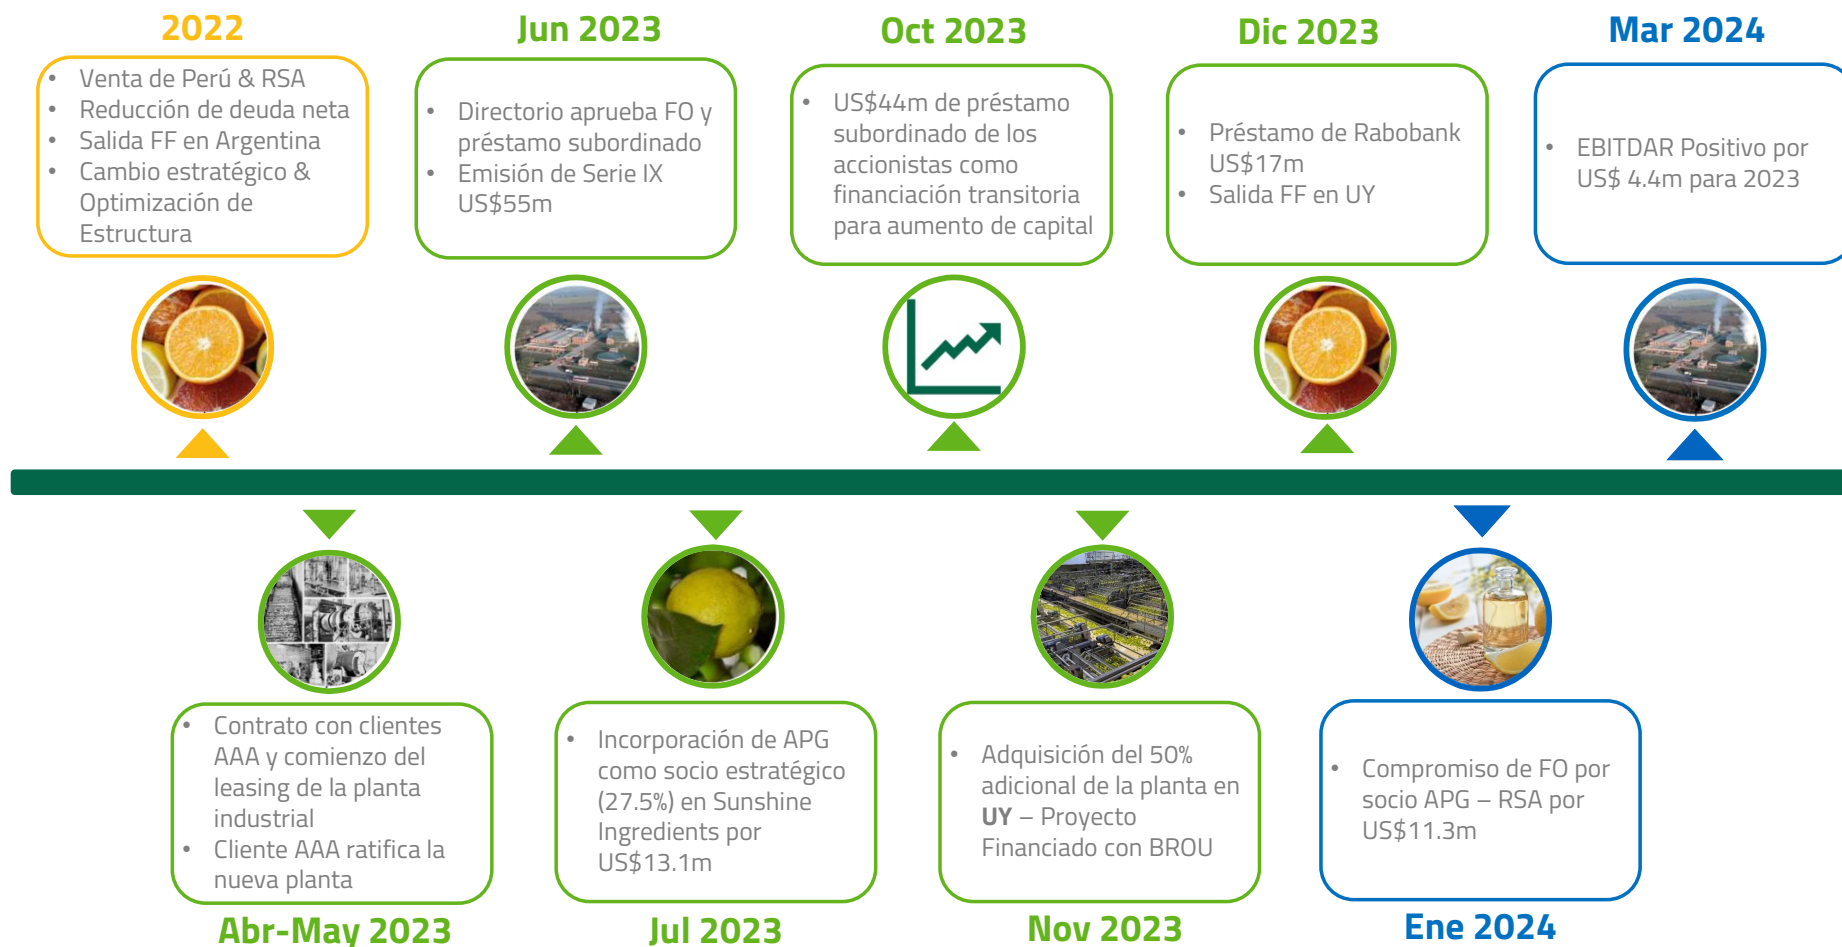 2022
• Venta de Perú & RSA
• Reducción de deuda neta
• Salida FF en Argentina
• Cambio estratégico &
Optimización de
Estructura
Jun 2023
• Directorio aprueba FO y
préstamo subordinado
• Emisión de Serie IX
US$55m
Oct 2023
• US$44m de préstamo
subordinado de los
accionistas como
financiación transitoria
para aumento de capital
Dic 2023
• Préstamo de Rabobank
US$17m
• Salida FF en UY
Mar 2024
• EBITDAR Positivo por
US$ 4.4m para 2023
• Contrato con clientes
AAA y comienzo del
leasing de la planta
industrial
• Cliente AAA ratifica la
nueva planta
Abr-May 2023
• Incorporación de APG
como socio estratégico
(27.5%) en Sunshine
Ingredients por
US$13.1m
Jul 2023
• Adquisición del 50%
adicional de la planta en
UY – Proyecto
Financiado con BROU
Nov 2023
• Compromiso de FO por
socio APG – RSA por
US$11.3m
Ene 2024